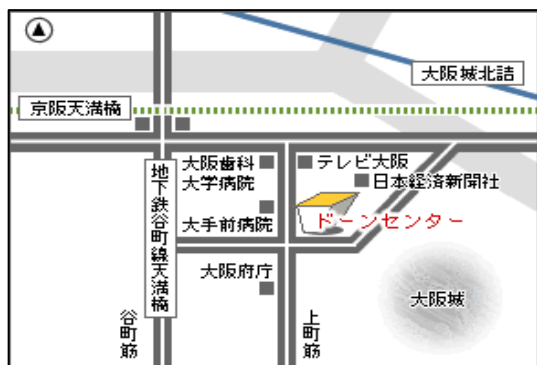 大阪城北詰
京阪天満橋
大阪歯科
大学病院
テレビ大阪
日本経済新聞社
地下鉄谷町線天満橋
大手前病院
ドーンセンター
大阪府庁
大阪城
谷町筋
上町筋